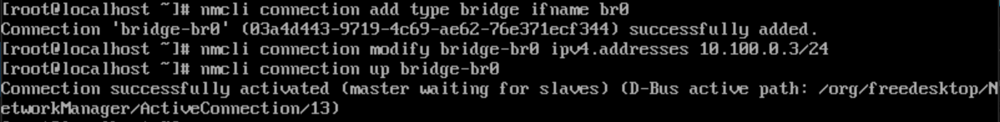 [root@localhost ~]# nmcli connection add type bridge ifname br0
Connection 'bridge-br0' (03a4d443-9719-4c69-ae62-76e371ecf344) successfully added.
[root@localhost ~]# nmcli connection modify bridge-br0 ipv4.addresses 10.100.0.3/24
[root@localhost ~]# nmcli connection up bridge-br0
Connection successfully activated (master waiting for slaves) (D-Bus active path: /org/freedesktop/N
etworkManager/ActiveConnection/13)